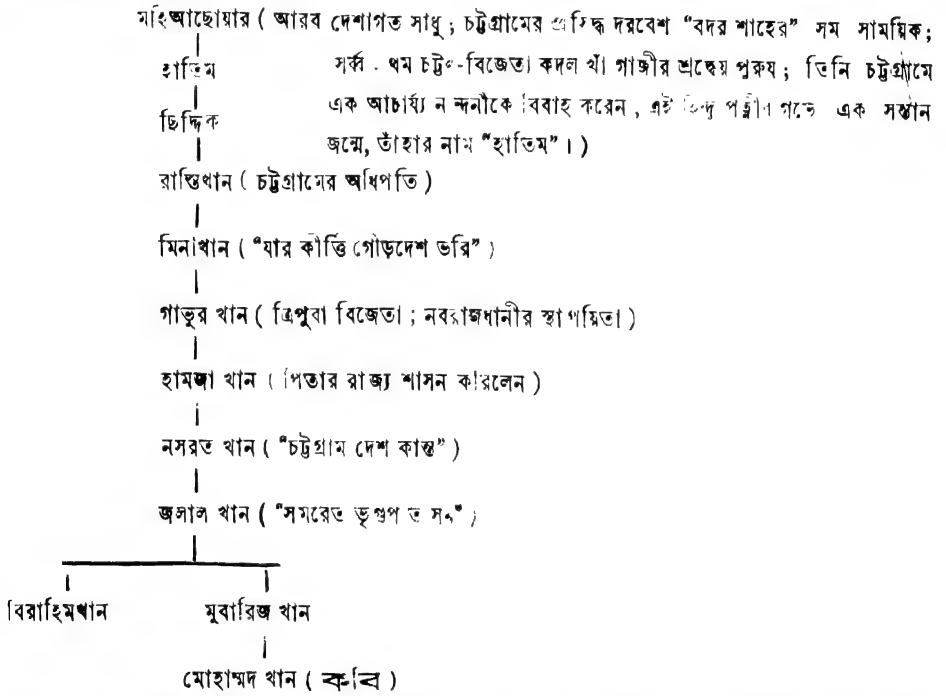 মাহিআছোয়ার ( আরব দেশাগত সাধু ; চট্টগ্রামের প্রসিদ্ধ দরবেশ “বদর শাহের” সম সাময়িক ;
হাতিম সর্ব্ব প্রথম চট্টল-বিজেতা কদল খাঁ গাজীর শ্রদ্ধেয় পুরুষ ; তিনি চট্টগ্রামে
ছিদ্দিক এক আচার্য্য নন্দনীকে বিবাহ করেন , এই হিন্দু পত্নীর গর্ভে এক সন্তান
জন্মে, তাঁহার নাম “হাতিম” । )
রাস্তিখান ( চট্টগ্রামের অধিপতি )
মিনাখান ( “যার কীর্ত্তি গৌড়দেশ ভরি” )
গাভুর খান ( ত্রিপুরা বিজেতা ; নবরাজধানীর স্থাপয়িতা )
হামজা খান ( পিতার রাজ্য শাসন করিলেন )
নসরত খান ( “চট্টগ্রাম দেশ কান্ত” )
জলাল খান ( “সমরেত ভৃগুপতি সম” )
বিরাহিমখান মুবারিজ খান
মোহাম্মদ খান ( কবি )